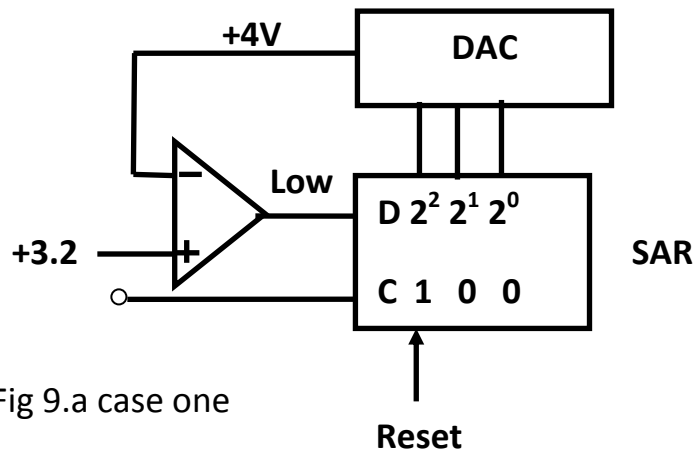 +4V
DAC
Low
D 2² 2¹ 2⁰
+3.2
SAR
C 1 0 0
Fig 9.a case one
Reset